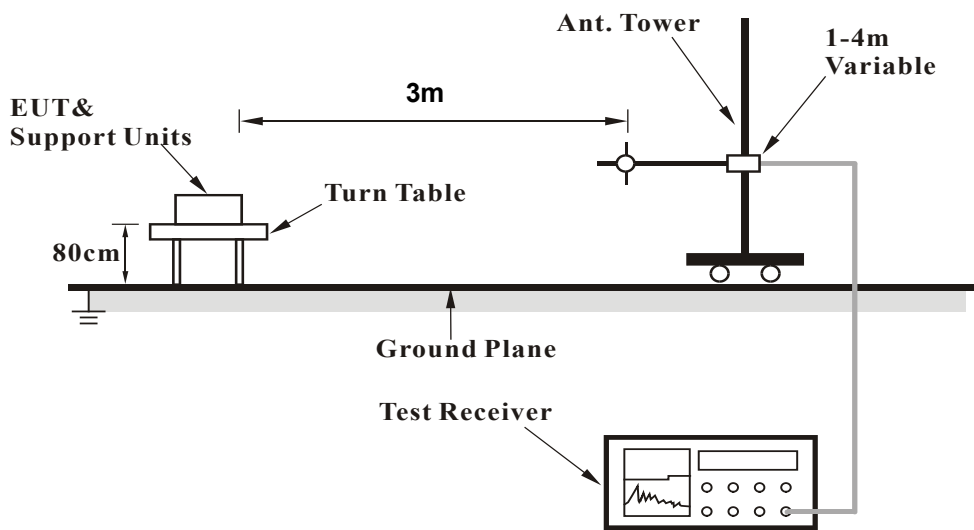 Ant. Tower
1-4m
Variable
3m
EUT&
Support Units
Turn Table
80cm
Ground Plane
Test Receiver